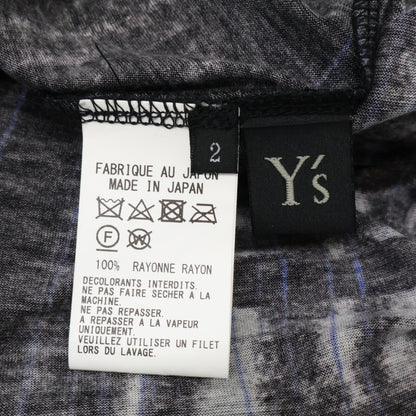 2
Y's
FABRIQUE AU JAPON
MADE IN JAPAN
F
W
100% RAYONNE RAYON
DECOLORANTS INTERDITS.
NE PAS FAIRE SECHER A LA
MACHINE.
NE PAS REPASSER OU
A REPASSER A LA VAPEUR
UNIQUEMENT.
VEUILLEZ UTILISER UN FILET
LORS DU LAVAGE.